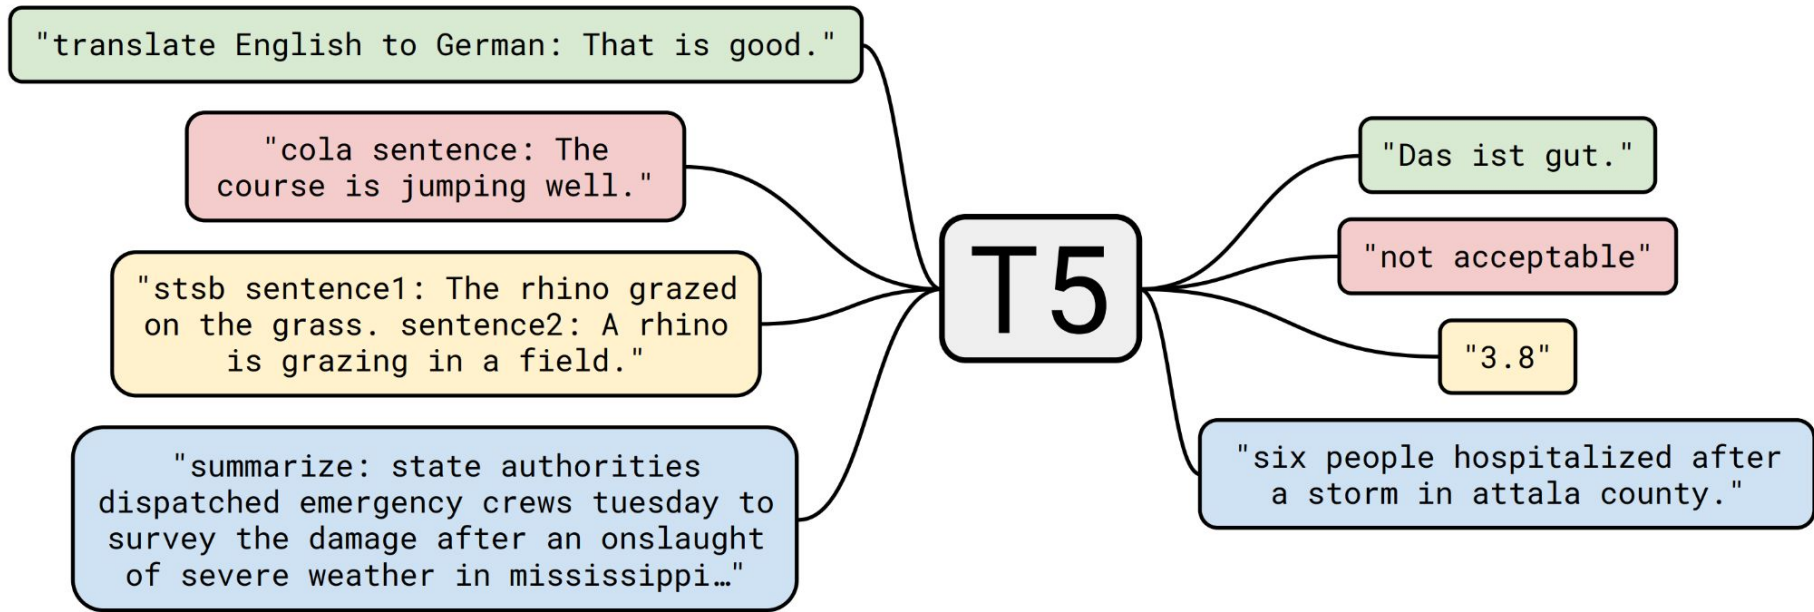 "translate English to German: That is good."
"cola sentence: The
course is jumping well."
"stsb sentence1: The rhino grazed
on the grass. sentence2: A rhino
is grazing in a field."
"summarize: state authorities
dispatched emergency crews tuesday to
survey the damage after an onslaught
of severe weather in mississippi…"
T5
"Das ist gut."
"not acceptable"
"3.8"
"six people hospitalized after
a storm in attala county."